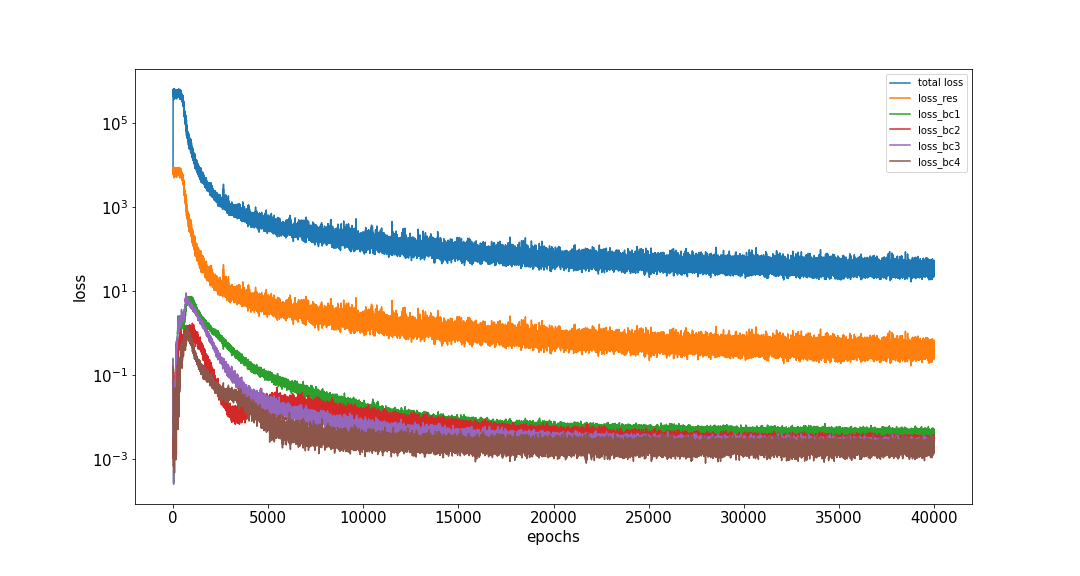 total loss
loss_res
loss_bc1
loss_bc2
loss_bc3
loss_bc4
loss
10^5
10^3
10^1
10^−1
10^−3
0 5000 10000 15000 20000 25000 30000 35000 40000
epochs